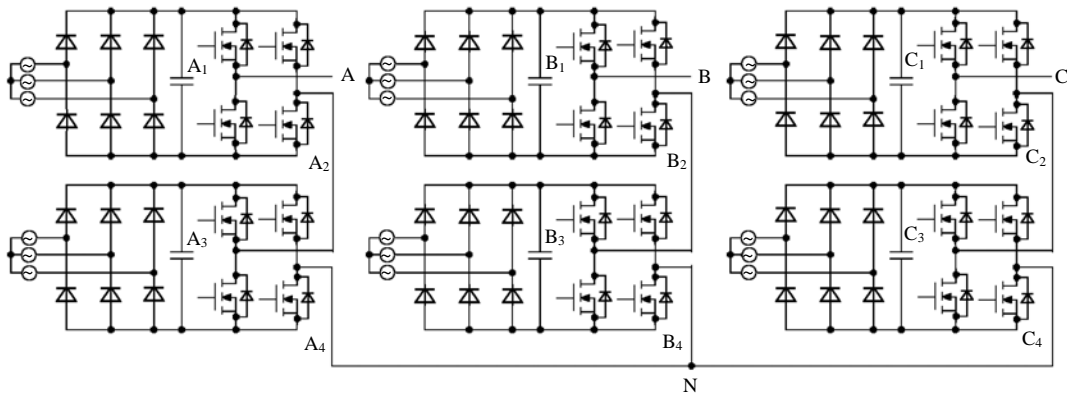 A₁ A B₁ B C₁ C
A₂ B₂ C₂
A₃ B₃ C₃
A₄ B₄ C₄
N